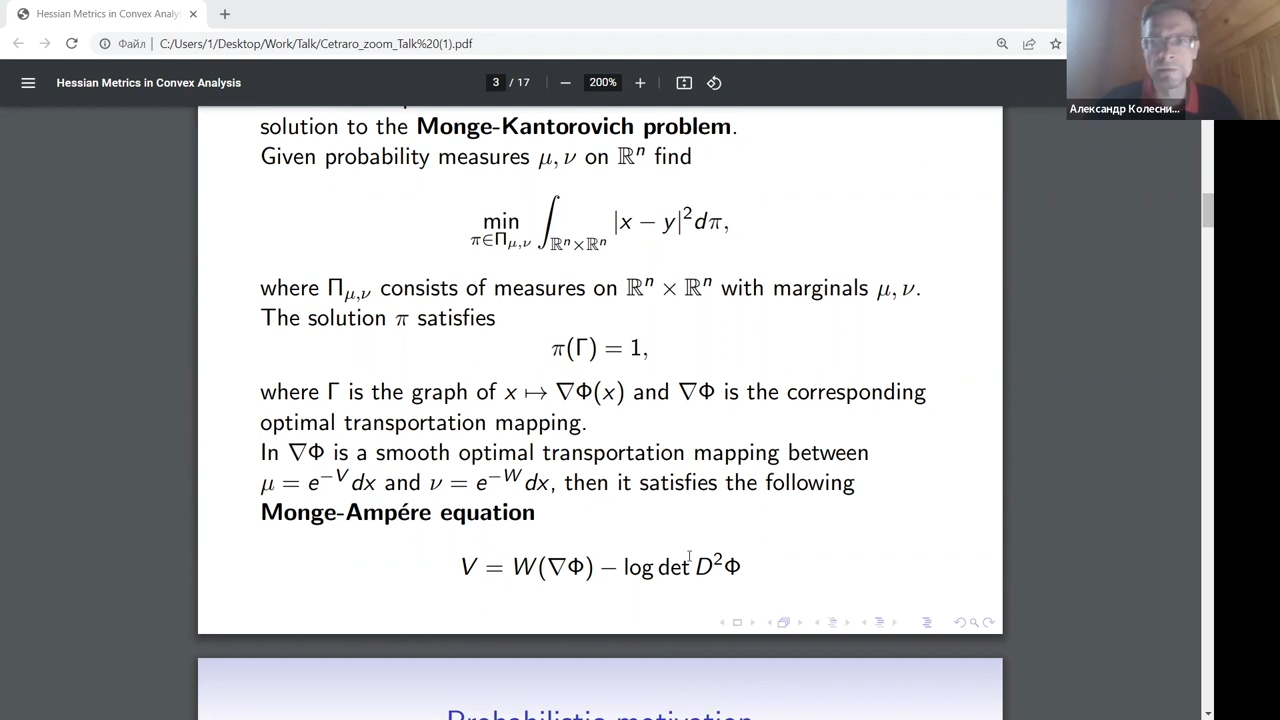 Hessian Metrics in Convex Analys
Файл C:/Users/1/Desktop/Work/Talk/Cetraro_zoom_Talk%20(1).pdf
Hessian Metrics in Convex Analysis
3 / 17
200%
Александр Колесни...
solution to the Monge-Kantorovich problem.
Given probability measures μ, ν on ℝⁿ find
min_{π∈Π_{μ,ν}} ∫_{ℝⁿ×ℝⁿ} |x − y|²dπ,
where Π_{μ,ν} consists of measures on ℝⁿ × ℝⁿ with marginals μ, ν.
The solution π satisfies
π(Γ) = 1,
where Γ is the graph of x ↦ ∇Φ(x) and ∇Φ is the corresponding
optimal transportation mapping.
In ∇Φ is a smooth optimal transportation mapping between
μ = e^{−V}dx and ν = e^{−W}dx, then it satisfies the following
Monge-Ampére equation
V = W(∇Φ) − log det D²Φ
Probabilistic motivation